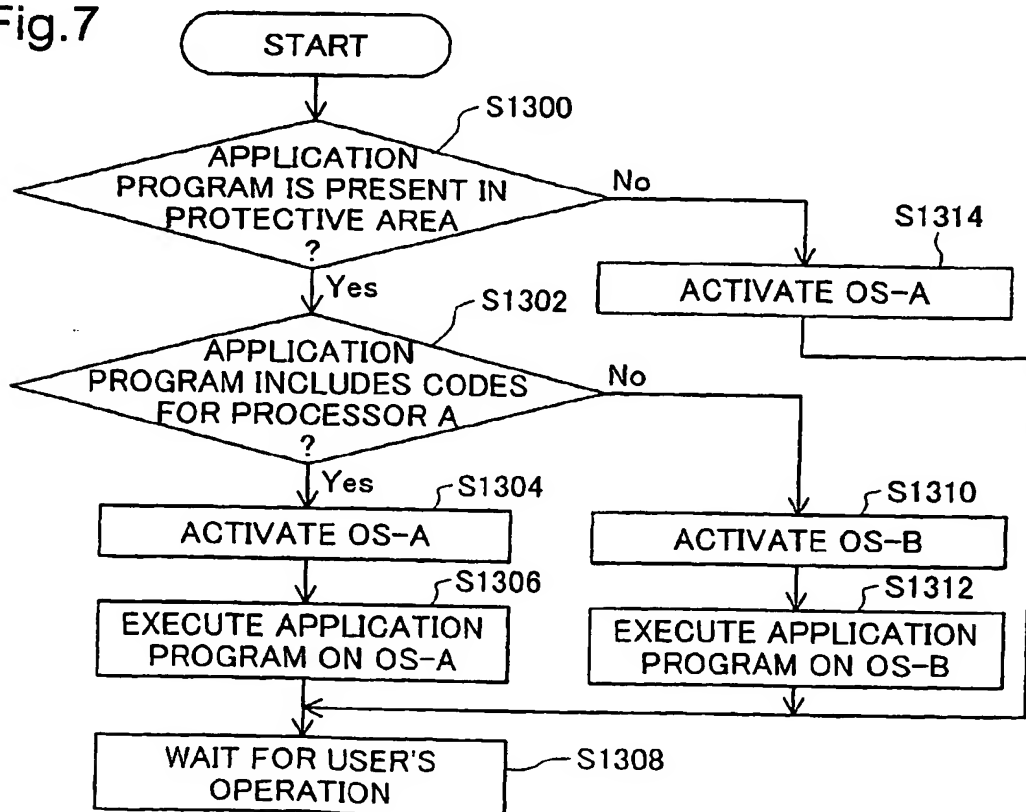 Fig.7
START
S1300
APPLICATION
PROGRAM IS PRESENT IN
PROTECTIVE AREA
?
No
Yes
S1314
ACTIVATE OS-A
S1302
APPLICATION
PROGRAM INCLUDES CODES
FOR PROCESSOR A
?
No
Yes
S1304
ACTIVATE OS-A
S1310
ACTIVATE OS-B
S1306
EXECUTE APPLICATION
PROGRAM ON OS-A
S1312
EXECUTE APPLICATION
PROGRAM ON OS-B
WAIT FOR USER'S
OPERATION
S1308